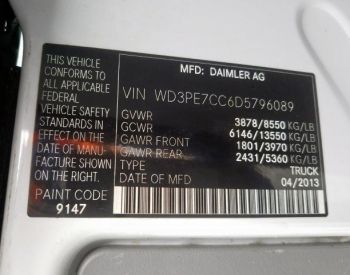 MFD: DAIMLER AG
THIS VEHICLE CONFORMS TO ALL APPLICABLE FEDERAL VEHICLE SAFETY STANDARDS IN EFFECT ON THE DATE OF MANU-FACTURE SHOWN ON THE RIGHT.
VIN WD3PE7CC6D5796089
GVWR 3878/8550 KG/LB
GCWR 6146/13550 KG/LB
GAWR FRONT 1801/3970 KG/LB
GAWR REAR 2431/5360 KG/LB
TYPE TRUCK
DATE OF MFD 04/2013
PAINT CODE
9147